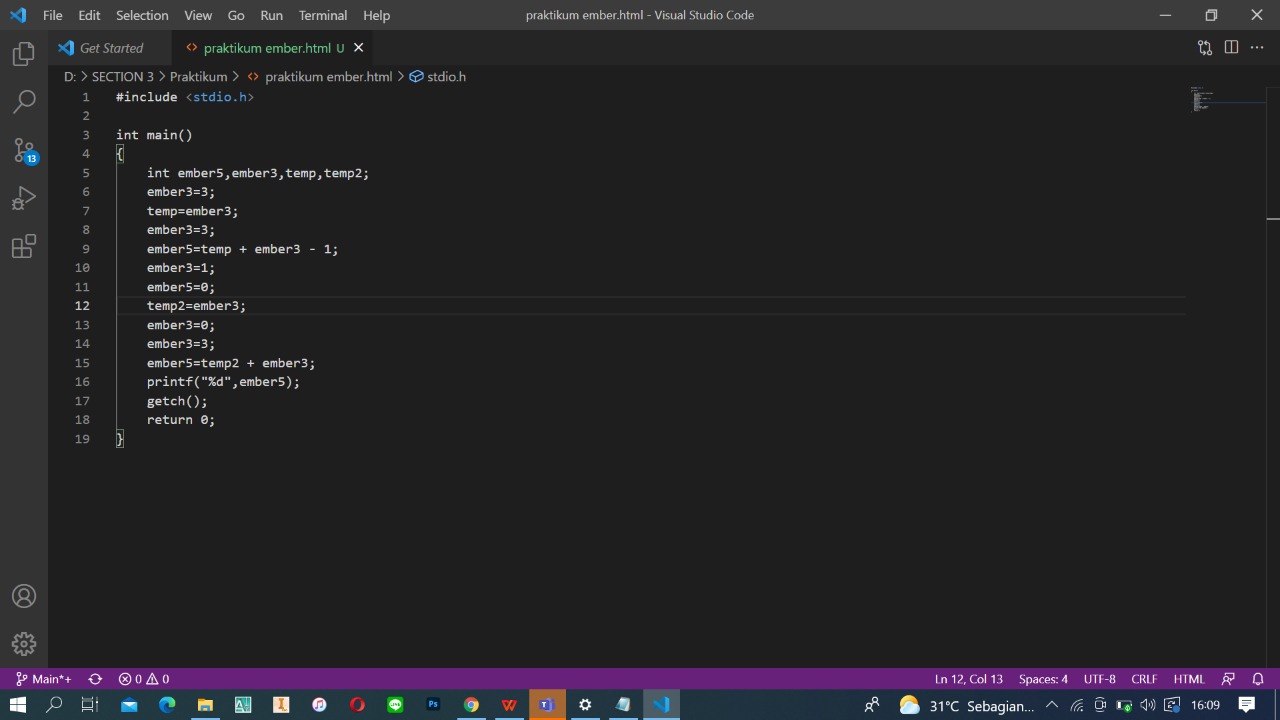 File Edit Selection View Go Run Terminal Help praktikum ember.html - Visual Studio Code
Get Started praktikum ember.html U
D: > SECTION 3 > Praktikum > <> praktikum ember.html > stdio.h
1 #include <stdio.h>
2
3 int main()
4 {
5 int ember5,ember3,temp,temp2;
6 ember3=3;
7 temp=ember3;
8 ember3=3;
9 ember5=temp + ember3 - 1;
10 ember3=1;
11 ember5=0;
12 temp2=ember3;
13 ember3=0;
14 ember3=3;
15 ember5=temp2 + ember3;
16 printf("%d",ember5);
17 getch();
18 return 0;
19 }
13
Main*+ 0 0 Ln 12, Col 13 Spaces: 4 UTF-8 CRLF HTML
31°C Sebagian... 16:09